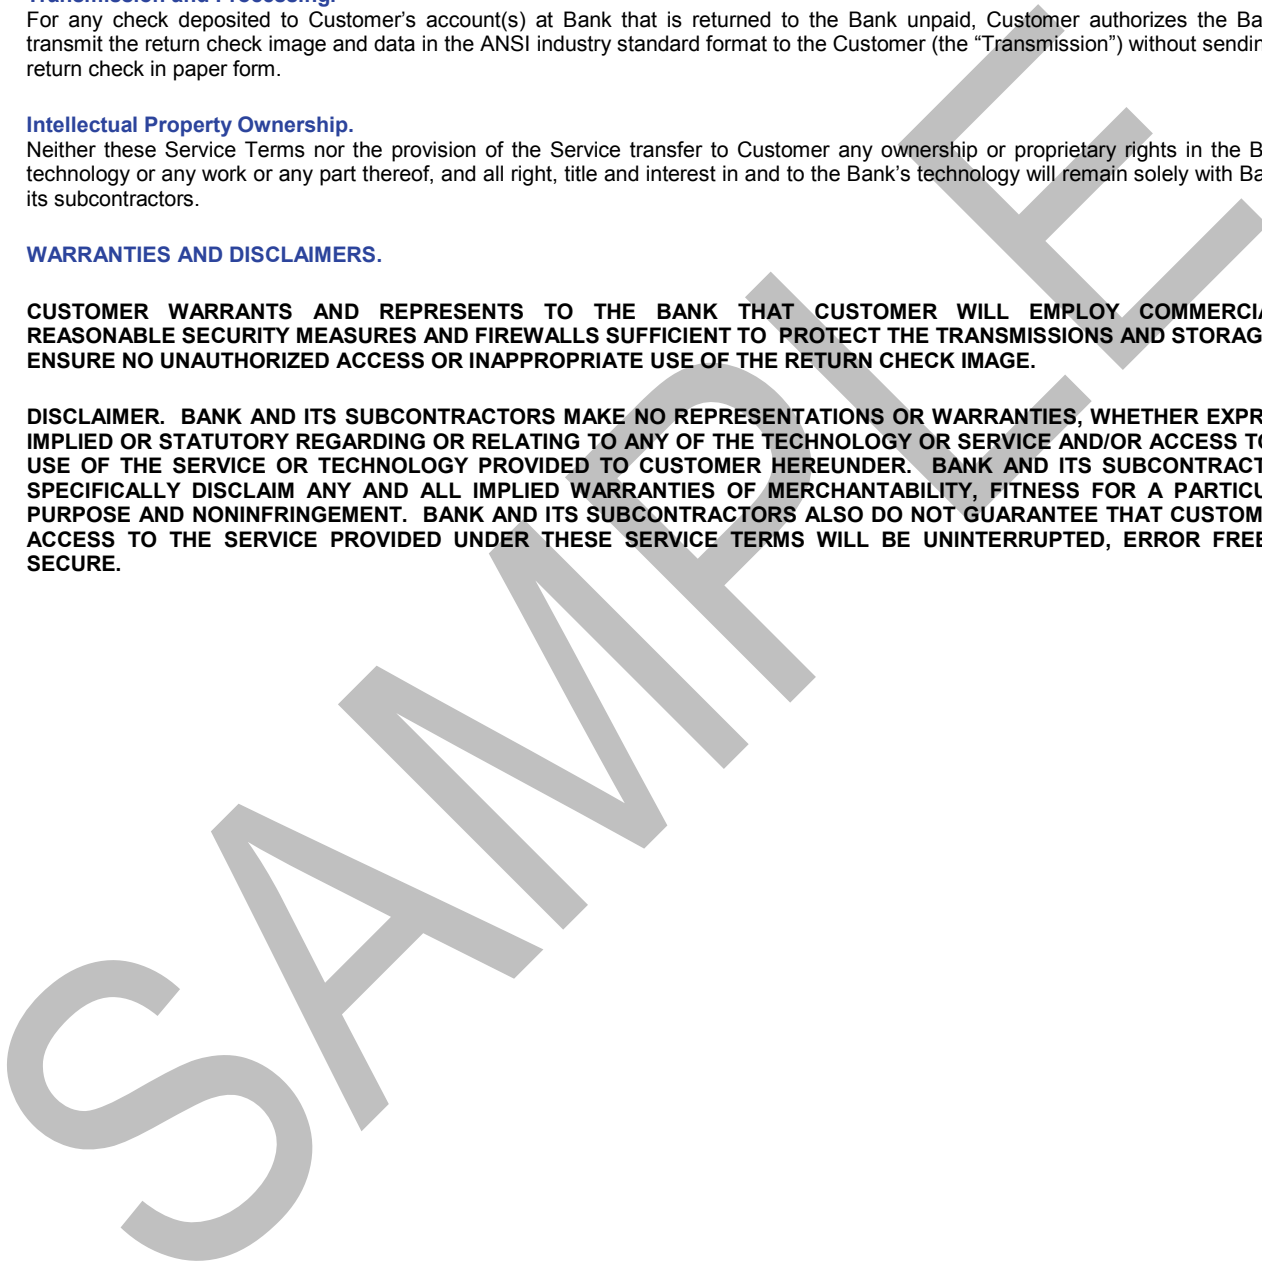 Transmission and Processing.
For any check deposited to Customer’s account(s) at Bank that is returned to the Bank unpaid, Customer authorizes the Ba
transmit the return check image and data in the ANSI industry standard format to the Customer (the “Transmission”) without sendin
return check in paper form.
Intellectual Property Ownership.
Neither these Service Terms nor the provision of the Service transfer to Customer any ownership or proprietary rights in the B
technology or any work or any part thereof, and all right, title and interest in and to the Bank’s technology will remain solely with Ba
its subcontractors.
WARRANTIES AND DISCLAIMERS.
CUSTOMER WARRANTS AND REPRESENTS TO THE BANK THAT CUSTOMER WILL EMPLOY COMMERCIA
REASONABLE SECURITY MEASURES AND FIREWALLS SUFFICIENT TO PROTECT THE TRANSMISSIONS AND STORAG
ENSURE NO UNAUTHORIZED ACCESS OR INAPPROPRIATE USE OF THE RETURN CHECK IMAGE.
DISCLAIMER. BANK AND ITS SUBCONTRACTORS MAKE NO REPRESENTATIONS OR WARRANTIES, WHETHER EXPR
IMPLIED OR STATUTORY REGARDING OR RELATING TO ANY OF THE TECHNOLOGY OR SERVICE AND/OR ACCESS TO
USE OF THE SERVICE OR TECHNOLOGY PROVIDED TO CUSTOMER HEREUNDER. BANK AND ITS SUBCONTRACT
SPECIFICALLY DISCLAIM ANY AND ALL IMPLIED WARRANTIES OF MERCHANTABILITY, FITNESS FOR A PARTICU
PURPOSE AND NONINFRINGEMENT. BANK AND ITS SUBCONTRACTORS ALSO DO NOT GUARANTEE THAT CUSTOM
ACCESS TO THE SERVICE PROVIDED UNDER THESE SERVICE TERMS WILL BE UNINTERRUPTED, ERROR FREE
SECURE.
SAMPLE